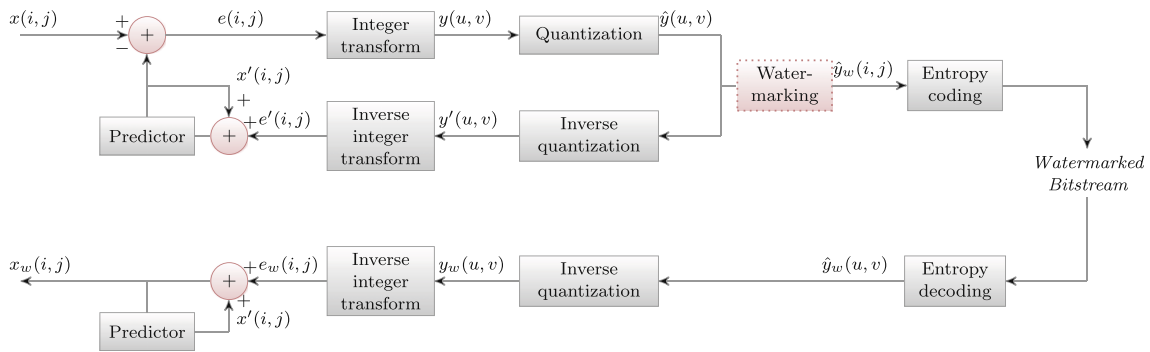 x(i, j)
+
−
+
e(i, j)
Integer
transform
y(u, v)
Quantization
ŷ(u, v)
Water-
marking
ŷ_w(i, j)
Entropy
coding
x′(i, j)
+
Predictor
+
+
e′(i, j)
Inverse
integer
transform
y′(u, v)
Inverse
quantization
Watermarked
Bitstream
x_w(i, j)
+
+
e_w(i, j)
Inverse
integer
transform
y_w(u, v)
Inverse
quantization
ŷ_w(u, v)
Entropy
decoding
+
x′(i, j)
Predictor